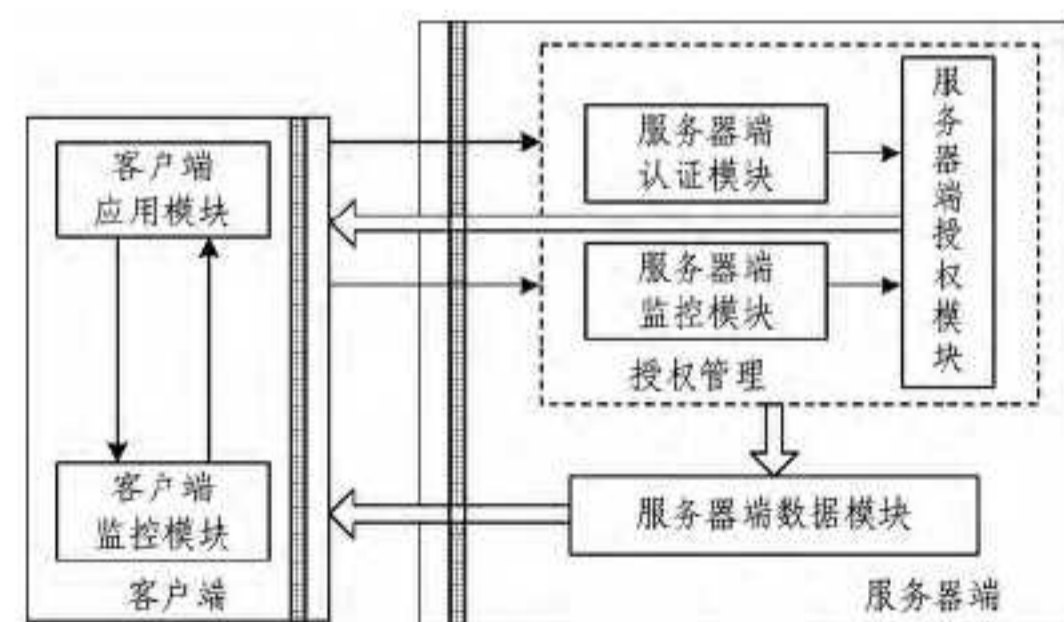 客户端
应用模块
客户端
监控模块
客户端
服务器端
认证模块
服务器端
监控模块
授权管理
服务器端授权模块
服务器端数据模块
服务器端